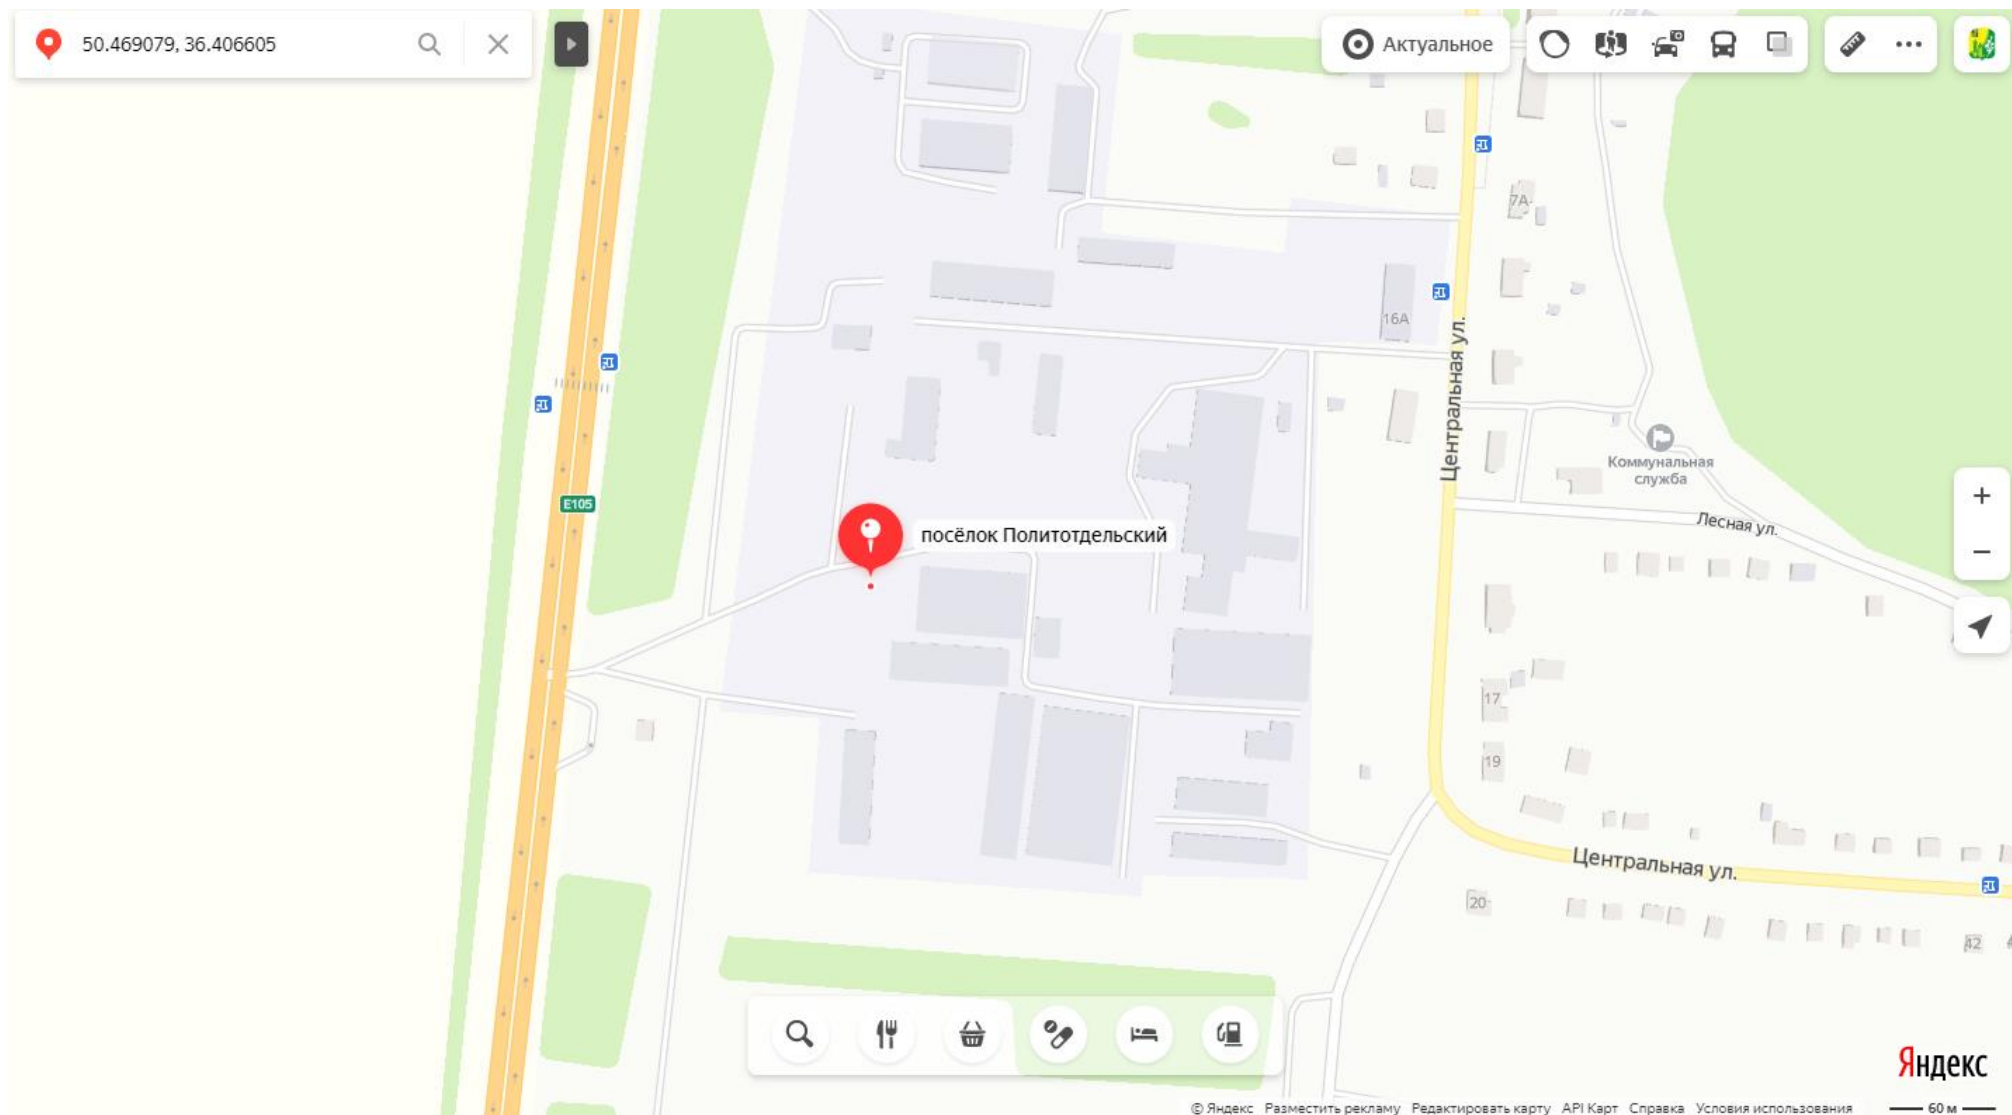 50.469079, 36.406605
Актуальное
7А
16А
Центральная ул.
Коммунальная
служба
E105
Лесная ул.
посёлок Политотдельский
17
19
Центральная ул.
20
42
Яндекс
© Яндекс Разместить рекламу Редактировать карту API Карт Справка Условия использования 60 м